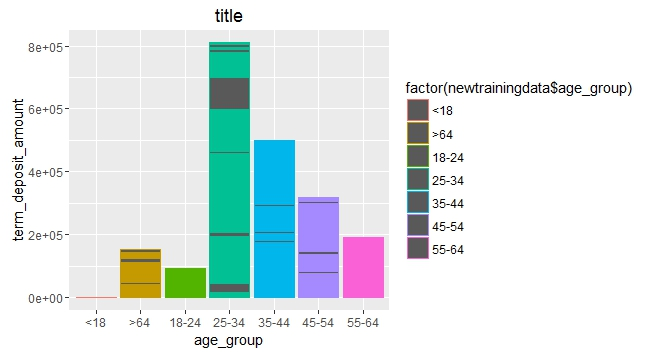 title
8e+05
6e+05
4e+05
2e+05
0e+00
term_deposit_amount
<18
>64
18-24
25-34
35-44
45-54
55-64
age_group
factor(newtrainingdata$age_group)
<18
>64
18-24
25-34
35-44
45-54
55-64